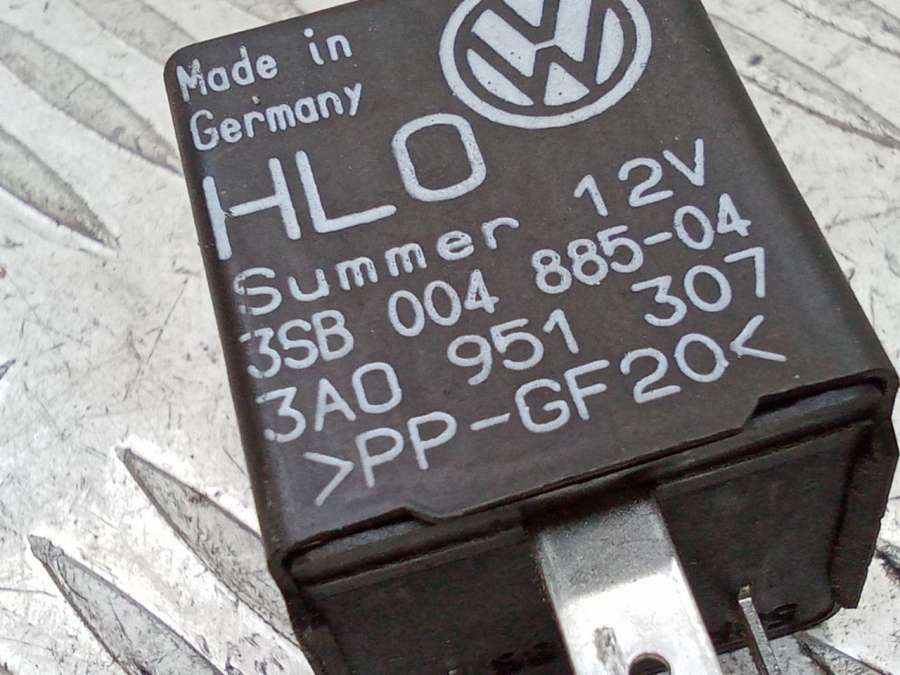 Made in
Germany
HLO
Summer 12V
3SB 004 885-04
3A0 951 307
>PP-GF20<